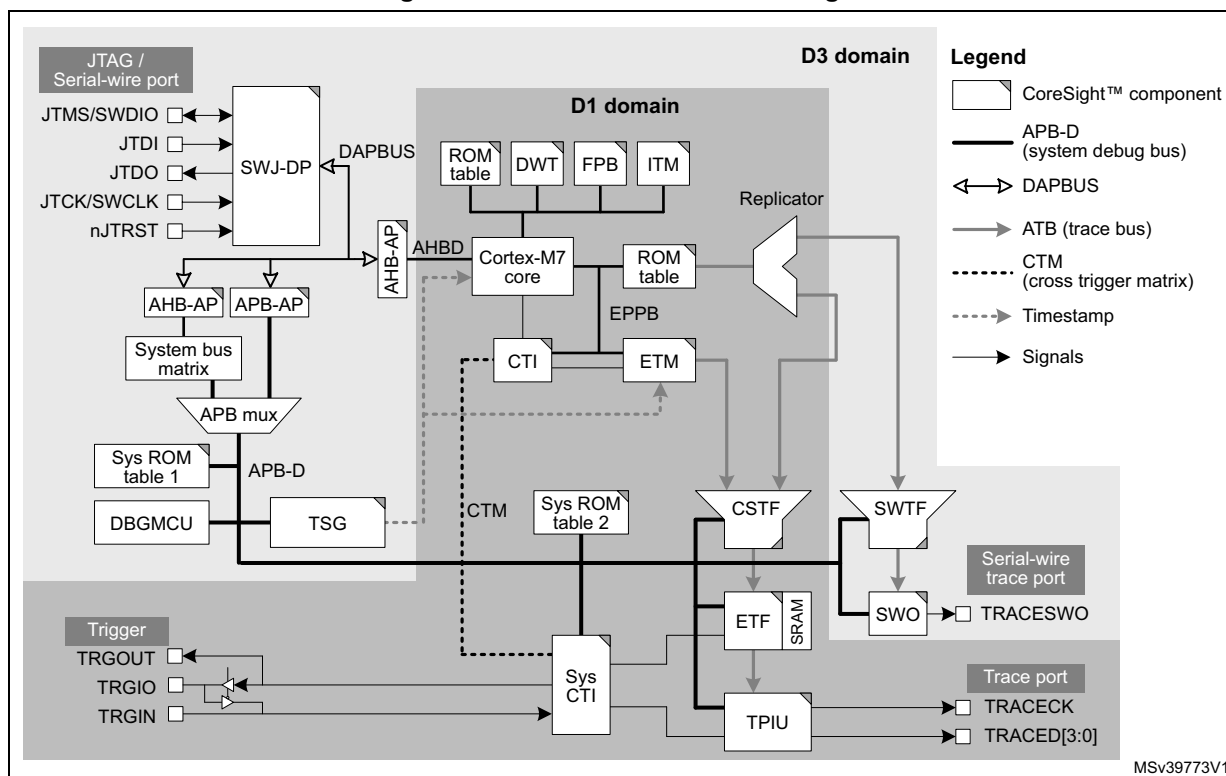 D3 domain
Legend
JTAG /
Serial-wire port
CoreSight™ component
D1 domain
APB-D
(system debug bus)
DAPBUS
ATB (trace bus)
CTM
(cross trigger matrix)
Timestamp
Signals
JTMS/SWDIO
JTDI
JTDO
JTCK/SWCLK
nJTRST
SWJ-DP
DAPBUS
ROM
table
DWT
FPB
ITM
Replicator
AHB-AP
AHBD
Cortex-M7
core
ROM
table
AHB-AP
APB-AP
EPPB
System bus
matrix
CTI
ETM
APB mux
Sys ROM
table 1
APB-D
DBGMCU
TSG
CTM
Sys ROM
table 2
CSTF
SWTF
Serial-wire
trace port
ETF
SRAM
SWO
TRACESWO
Trigger
TRGOUT
TRGIO
TRGIN
Sys
CTI
TPIU
Trace port
TRACECK
TRACED[3:0]
MSv39773V1